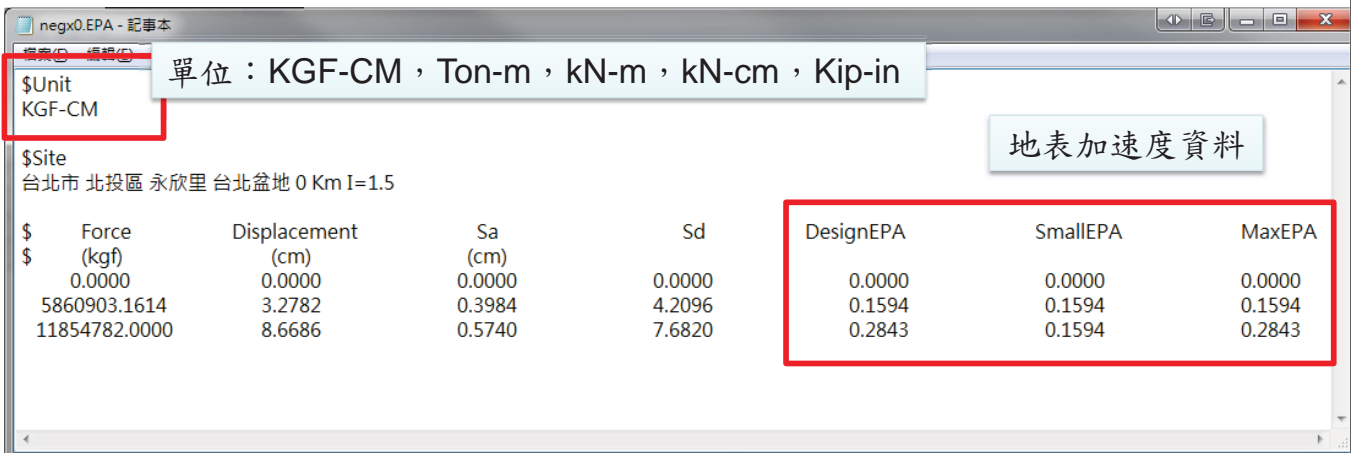 negx0.EPA - 記事本
檔案(F) 編輯(E)
單位：KGF-CM，Ton-m，kN-m，kN-cm，Kip-in
$Unit
KGF-CM
地表加速度資料
$Site
台北市 北投區 永欣里 台北盆地 0 Km I=1.5
$ Force Displacement Sa Sd DesignEPA SmallEPA MaxEPA
$ (kgf) (cm) (cm)
0.0000 0.0000 0.0000 0.0000 0.0000 0.0000 0.0000
5860903.1614 3.2782 0.3984 4.2096 0.1594 0.1594 0.1594
11854782.0000 8.6686 0.5740 7.6820 0.2843 0.1594 0.2843